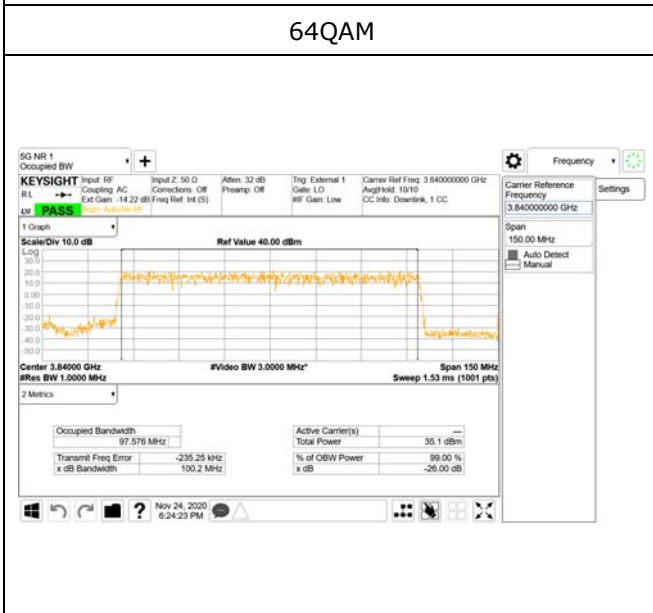 64QAM
5G NR 1
Occupied BW
Frequency
KEYSIGHT
RL
PASS
Input: RF
Coupling: AC
Ext Gain: -14.22 dB
Align: Auto/No RF
Input Z: 50 Ω
Corrections: Off
Freq Ref: Int (S)
Atten: 32 dB
Preamp: Off
Trig: External 1
Gate: LO
#IF Gain: Low
Carrier Ref Freq: 3.840000000 GHz
Avg|Hold: 10/10
CC Info: Downlink, 1 CC
Carrier Reference
Frequency
3.840000000 GHz
Span
150.00 MHz
Auto Detect
Manual
Settings
1 Graph
Scale/Div 10.0 dB
Ref Value 40.00 dBm
Log
30.0
20.0
10.0
0.00
-10.0
-20.0
-30.0
-40.0
-50.0
Center 3.84000 GHz
#Res BW 1.0000 MHz
#Video BW 3.0000 MHz*
Span 150 MHz
Sweep 1.53 ms (1001 pts)
2 Metrics
Occupied Bandwidth
97.576 MHz
Transmit Freq Error -235.25 kHz
x dB Bandwidth 100.2 MHz
Active Carrier(s) ---
Total Power 35.1 dBm
% of OBW Power 99.00 %
x dB -26.00 dB
Nov 24, 2020
6:24:23 PM